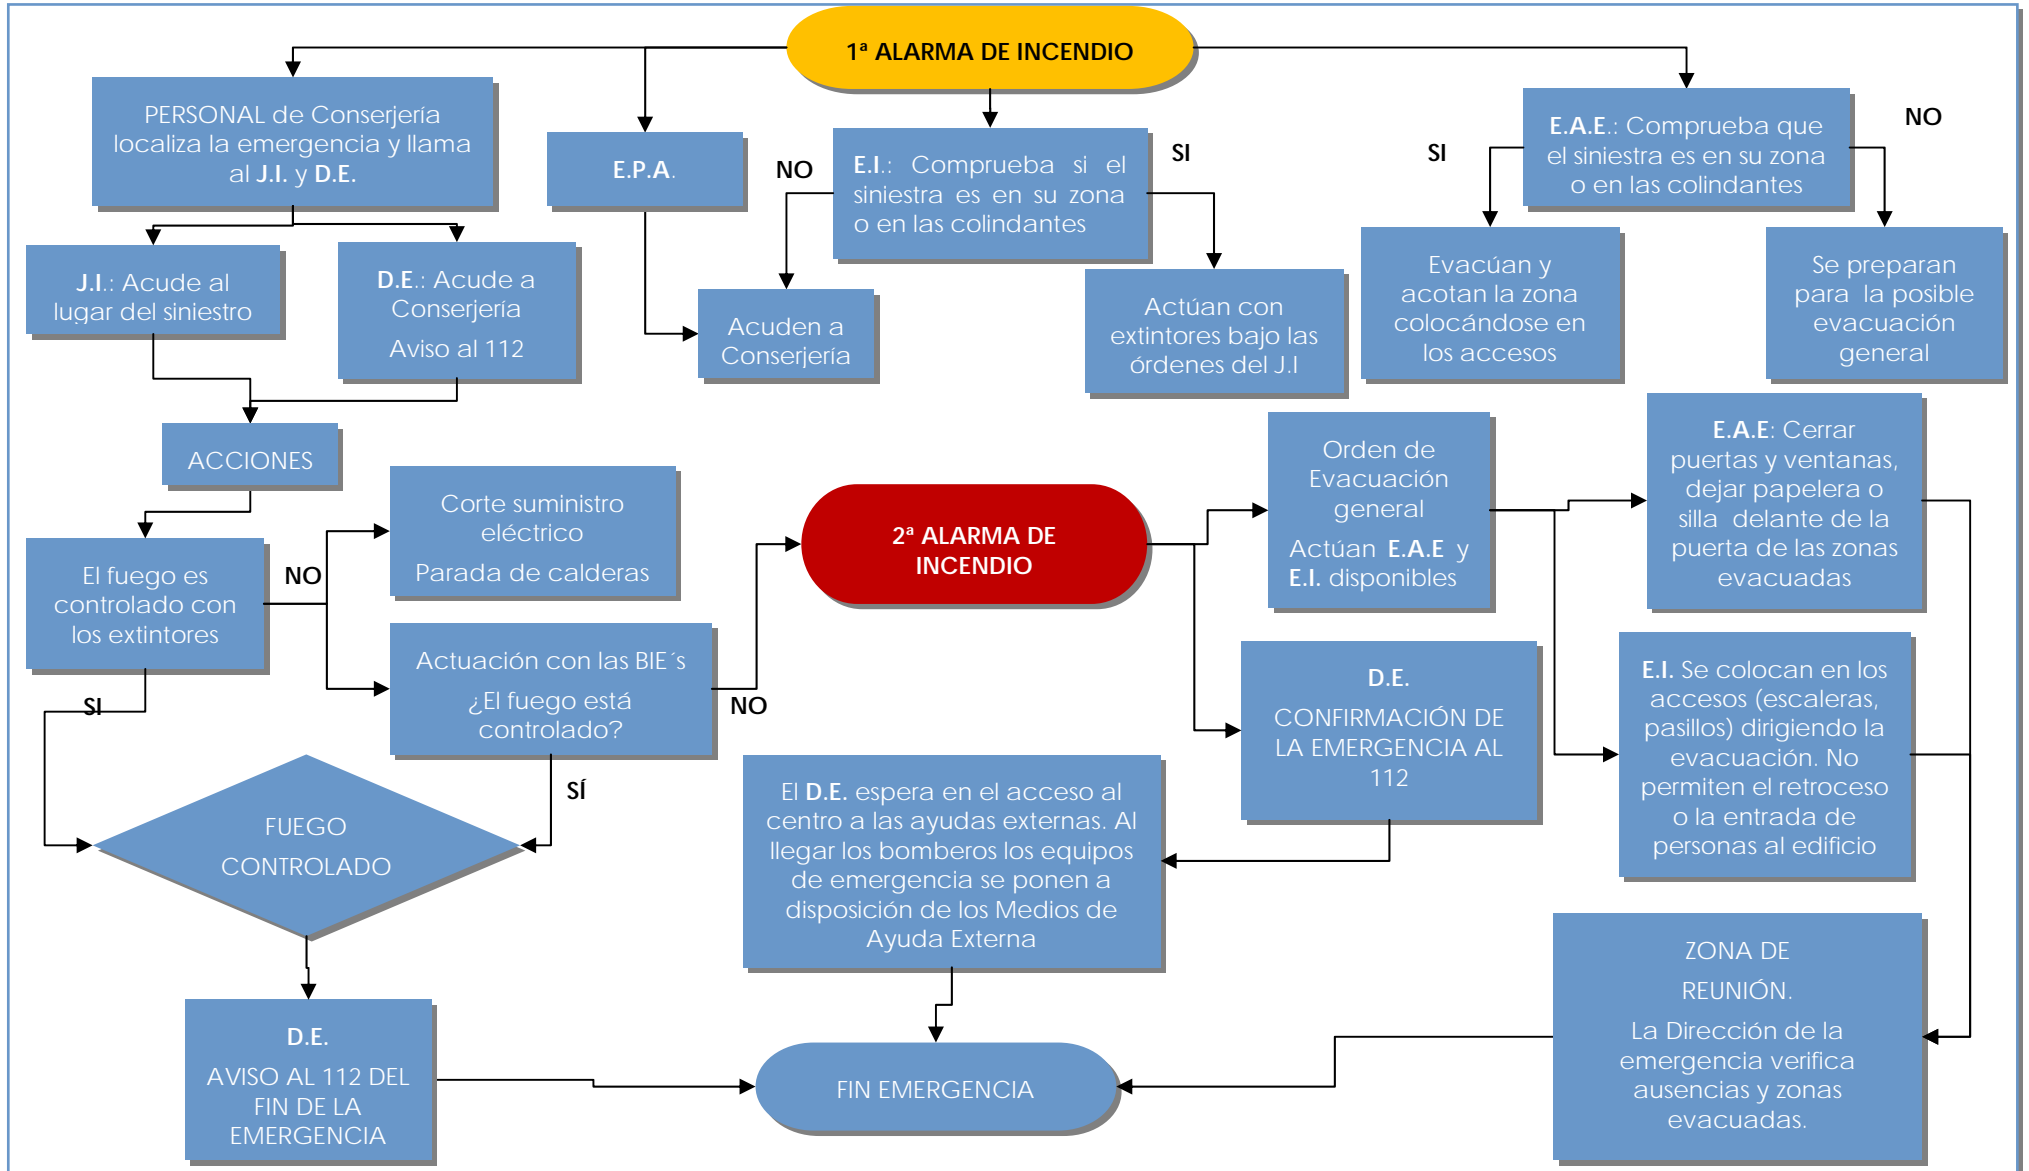 1ª ALARMA DE INCENDIO
PERSONAL de Conserjería
localiza la emergencia y llama
al J.I. y D.E.
E.P.A.
NO
E.I.: Comprueba si el
siniestra es en su zona
o en las colindantes
SI
SI
E.A.E.: Comprueba que
el siniestra es en su zona
o en las colindantes
NO
J.I.: Acude al
lugar del siniestro
D.E.: Acude a
Conserjería
Aviso al 112
Acuden a
Conserjería
Actúan con
extintores bajo las
órdenes del J.I
Evacúan y
acotan la zona
colocándose en
los accesos
Se preparan
para la posible
evacuación
general
ACCIONES
El fuego es
controlado con
los extintores
NO
SI
Corte suministro
eléctrico
Parada de calderas
Actuación con las BIE´s
¿El fuego está
controlado?
NO
SÍ
2ª ALARMA DE
INCENDIO
Orden de
Evacuación
general
Actúan E.A.E y
E.I. disponibles
E.A.E: Cerrar
puertas y ventanas,
dejar papelera o
silla delante de la
puerta de las zonas
evacuadas
D.E.
CONFIRMACIÓN DE
LA EMERGENCIA AL
112
E.I. Se colocan en los
accesos (escaleras,
pasillos) dirigiendo la
evacuación. No
permiten el retroceso
o la entrada de
personas al edificio
FUEGO
CONTROLADO
El D.E. espera en el acceso al
centro a las ayudas externas. Al
llegar los bomberos los equipos
de emergencia se ponen a
disposición de los Medios de
Ayuda Externa
ZONA DE
REUNIÓN.
La Dirección de la
emergencia verifica
ausencias y zonas
evacuadas.
D.E.
AVISO AL 112 DEL
FIN DE LA
EMERGENCIA
FIN EMERGENCIA